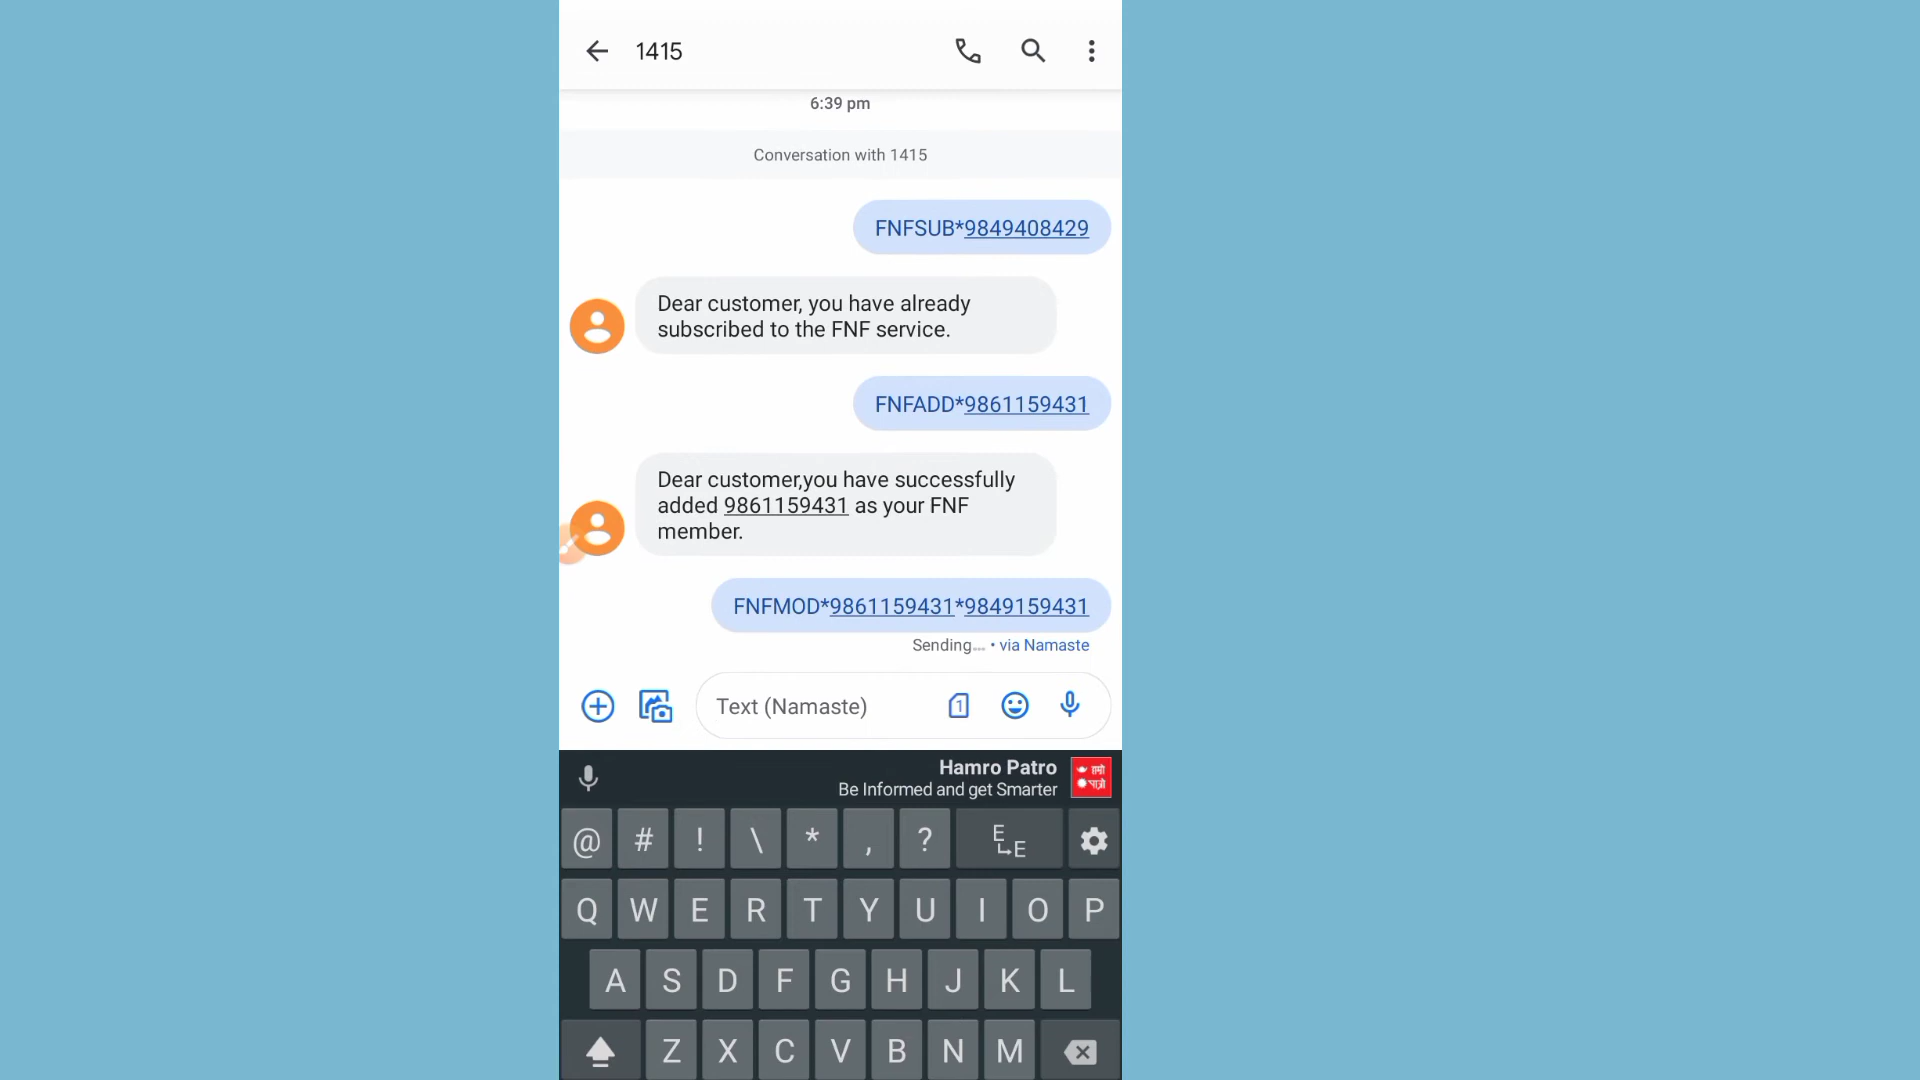 1415
6:39 pm
Conversation with 1415
FNFSUB*9849408429
Dear customer, you have already
subscribed to the FNF service.
FNFADD*9861159431
Dear customer,you have successfully
added 9861159431 as your FNF
member.
FNFMOD*9861159431*9849159431
Sending... • via Namaste
Text (Namaste) 1
Hamro Patro
Be Informed and get Smarter
हाम्रो
पात्रो
@ # ! \ * , ? E E
Q W E R T Y U I O P
A S D F G H J K L
Z X C V B N M